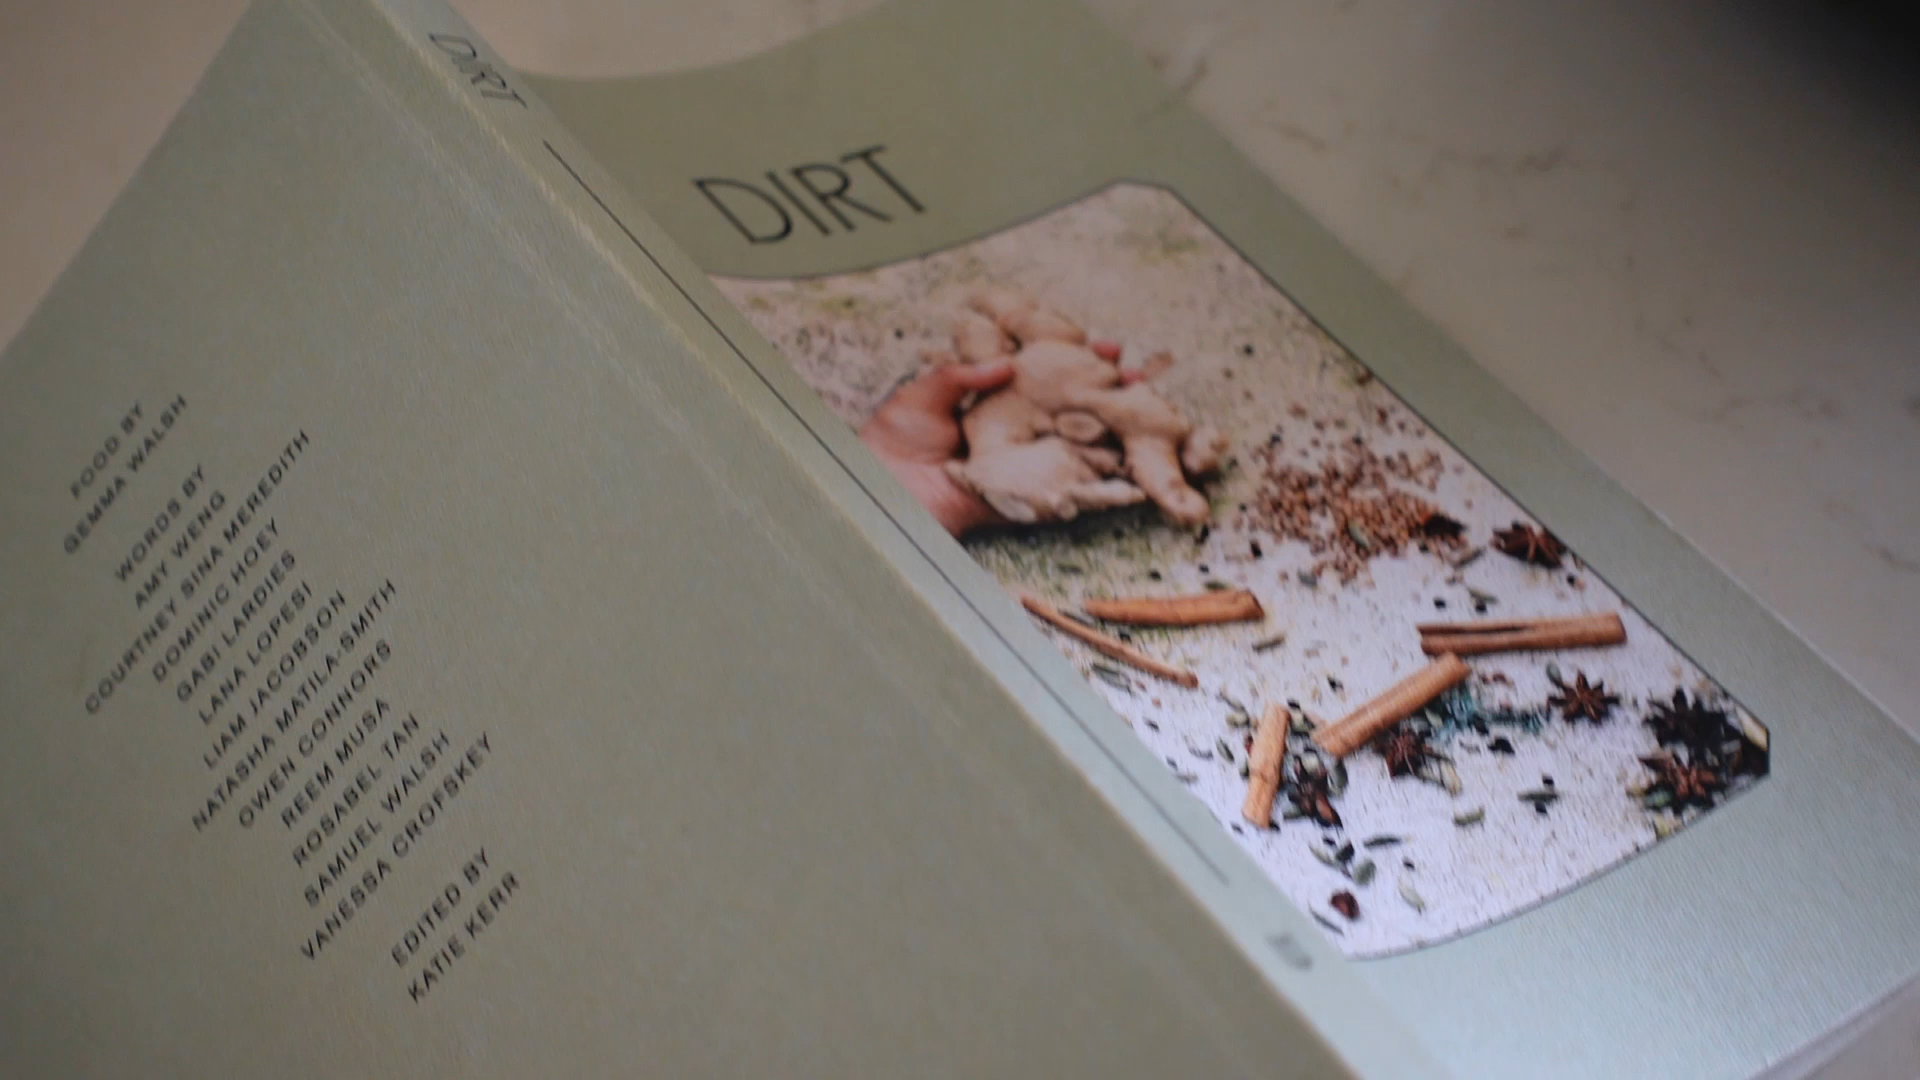 FOOD BY
GEMMA WALSH
WORDS BY
AMY WENG
COURTNEY SINA MEREDITH
DOMINIC HOEY
GABI LARDIES
LANA LOPESI
LIAM JACOBSON
NATASHA MATILA-SMITH
OWEN CONNORS
REEM MUSA
ROSABEL TAN
SAMUEL WALSH
VANESSA CROFSKEY
EDITED BY
KATIE KERR
DIRT
DIRT